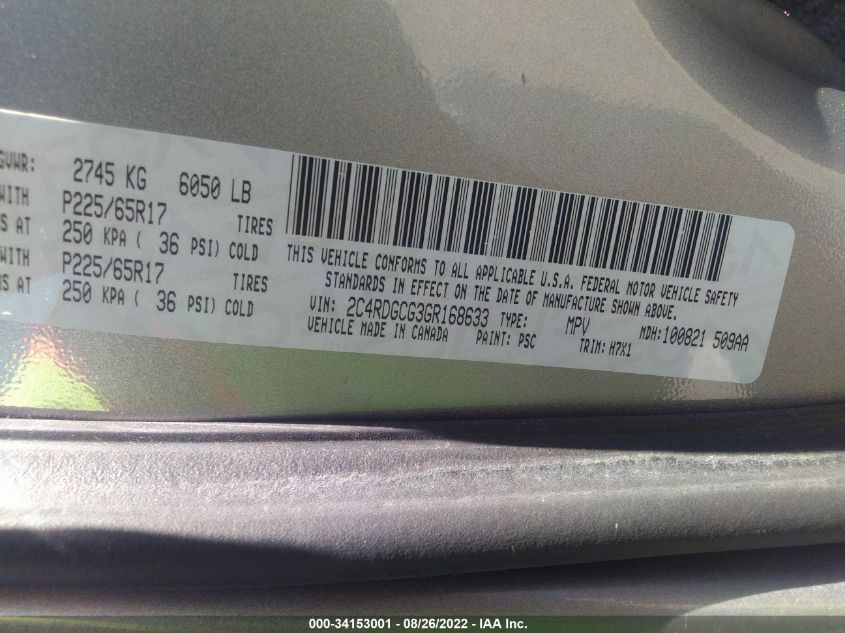 GVWR: 2745 KG 6050 LB
WITH P225/65R17 TIRES
AT 250 KPA ( 36 PSI) COLD
WITH P225/65R17 TIRES
AT 250 KPA ( 36 PSI) COLD
THIS VEHICLE CONFORMS TO ALL APPLICABLE U.S.A. FEDERAL MOTOR VEHICLE SAFETY
STANDARDS IN EFFECT ON THE DATE OF MANUFACTURE SHOWN ABOVE.
VIN: 2C4RDGCG3GR168633 TYPE: MPV MDH:100821 509AA
VEHICLE MADE IN CANADA PAINT: PSC TRIM: H7X1
000-34153001 - 08/26/2022 - IAA Inc.